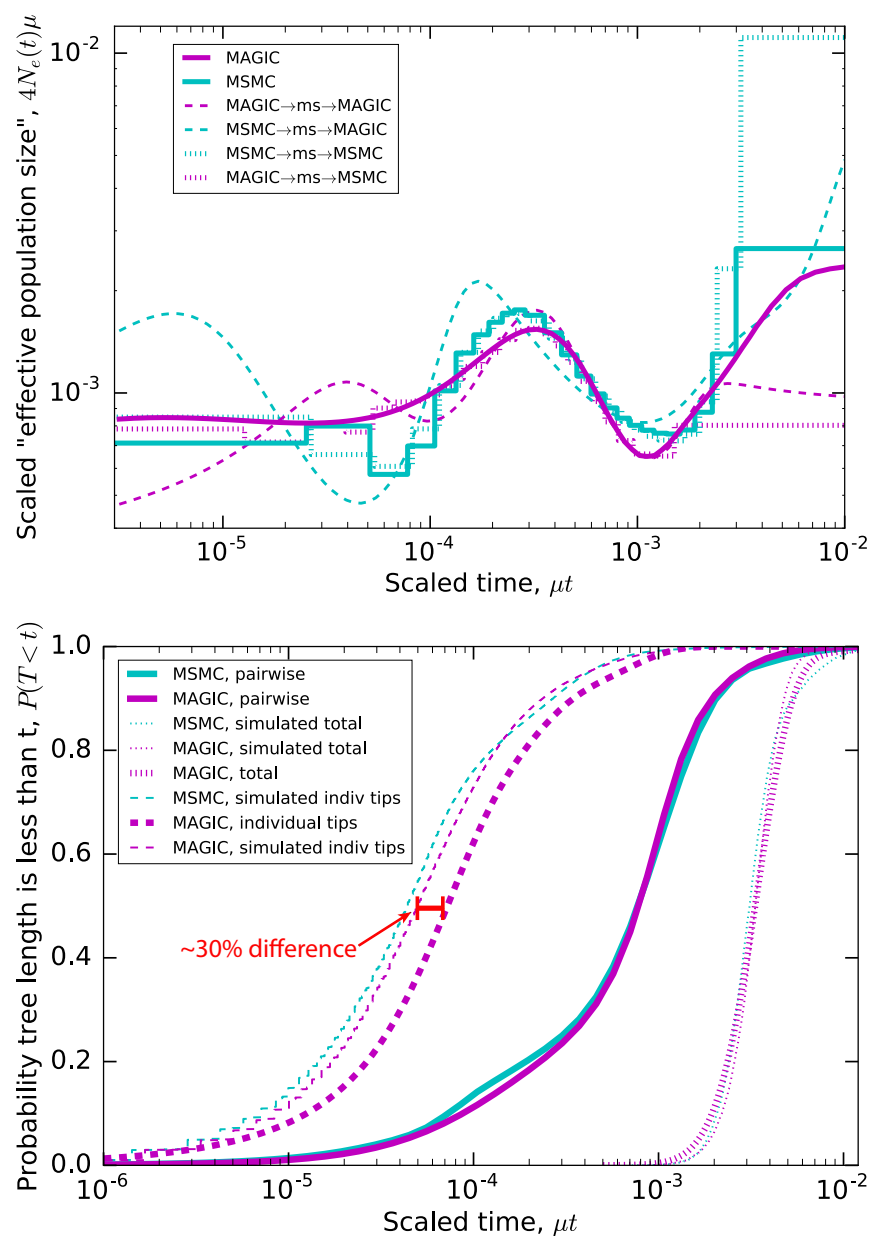 Scaled "effective population size", 4Nₑ(t)μ
10⁻²
10⁻³
MAGIC
MSMC
MAGIC→ms→MAGIC
MSMC→ms→MAGIC
MSMC→ms→MSMC
MAGIC→ms→MSMC
10⁻⁵
10⁻⁴
10⁻³
10⁻²
Scaled time, μt
Probability tree length is less than t, P(T < t)
1.0
0.8
0.6
0.4
0.2
0.0
MSMC, pairwise
MAGIC, pairwise
MSMC, simulated total
MAGIC, simulated total
MAGIC, total
MSMC, simulated indiv tips
MAGIC, individual tips
MAGIC, simulated indiv tips
~30% difference
10⁻⁶
10⁻⁵
10⁻⁴
10⁻³
10⁻²
Scaled time, μt